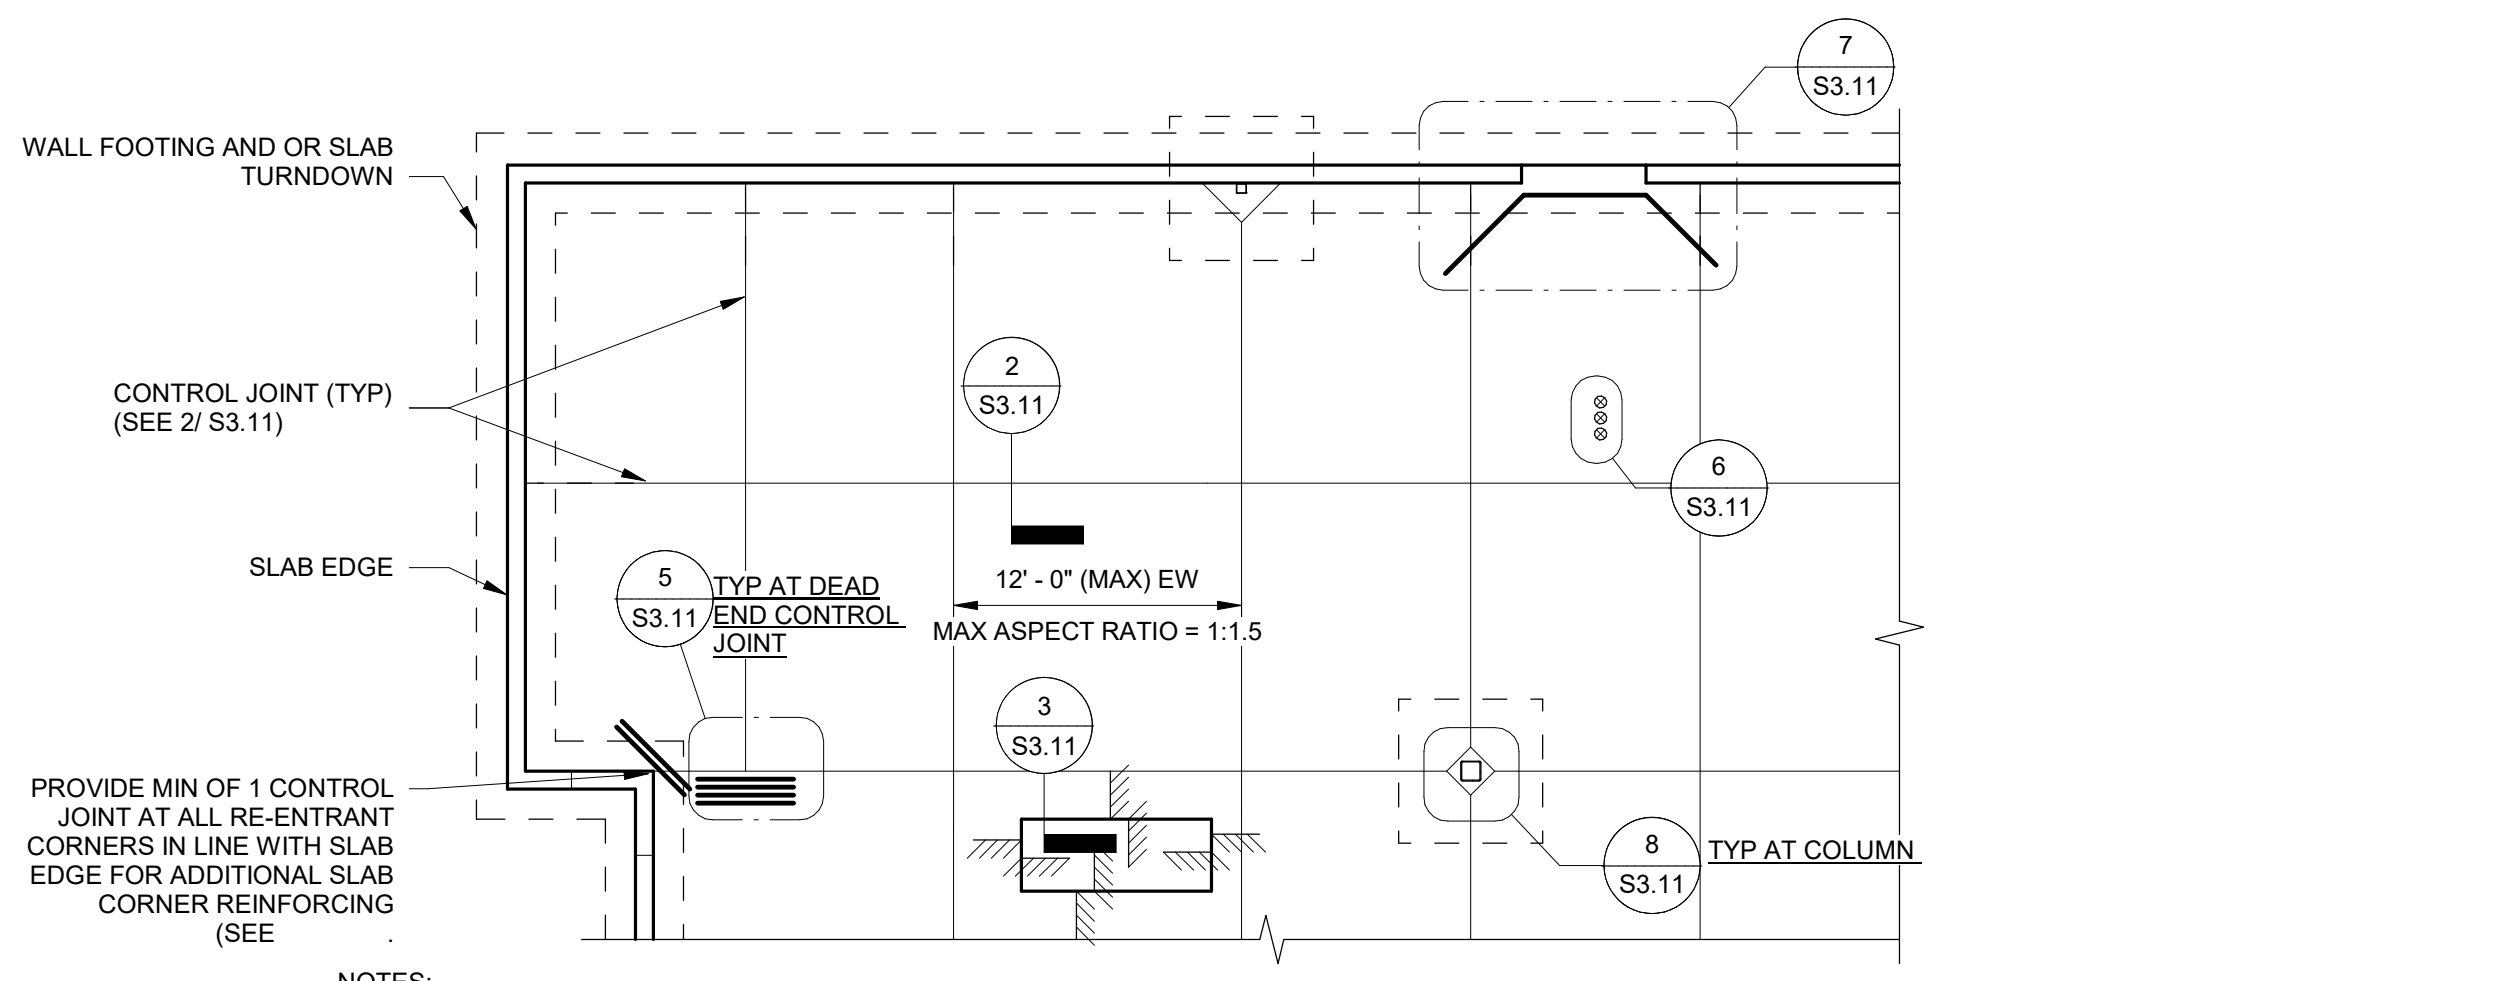 7
S3.11
WALL FOOTING AND OR SLAB
TURNDOWN
2
S3.11
CONTROL JOINT (TYP)
(SEE 2/ S3.11)
6
S3.11
SLAB EDGE
5
S3.11
TYP AT DEAD
END CONTROL
JOINT
12' - 0" (MAX) EW
MAX ASPECT RATIO = 1:1.5
3
S3.11
PROVIDE MIN OF 1 CONTROL
JOINT AT ALL RE-ENTRANT
CORNERS IN LINE WITH SLAB
EDGE FOR ADDITIONAL SLAB
CORNER REINFORCING
(SEE .
8
S3.11
TYP AT COLUMN
NOTES: